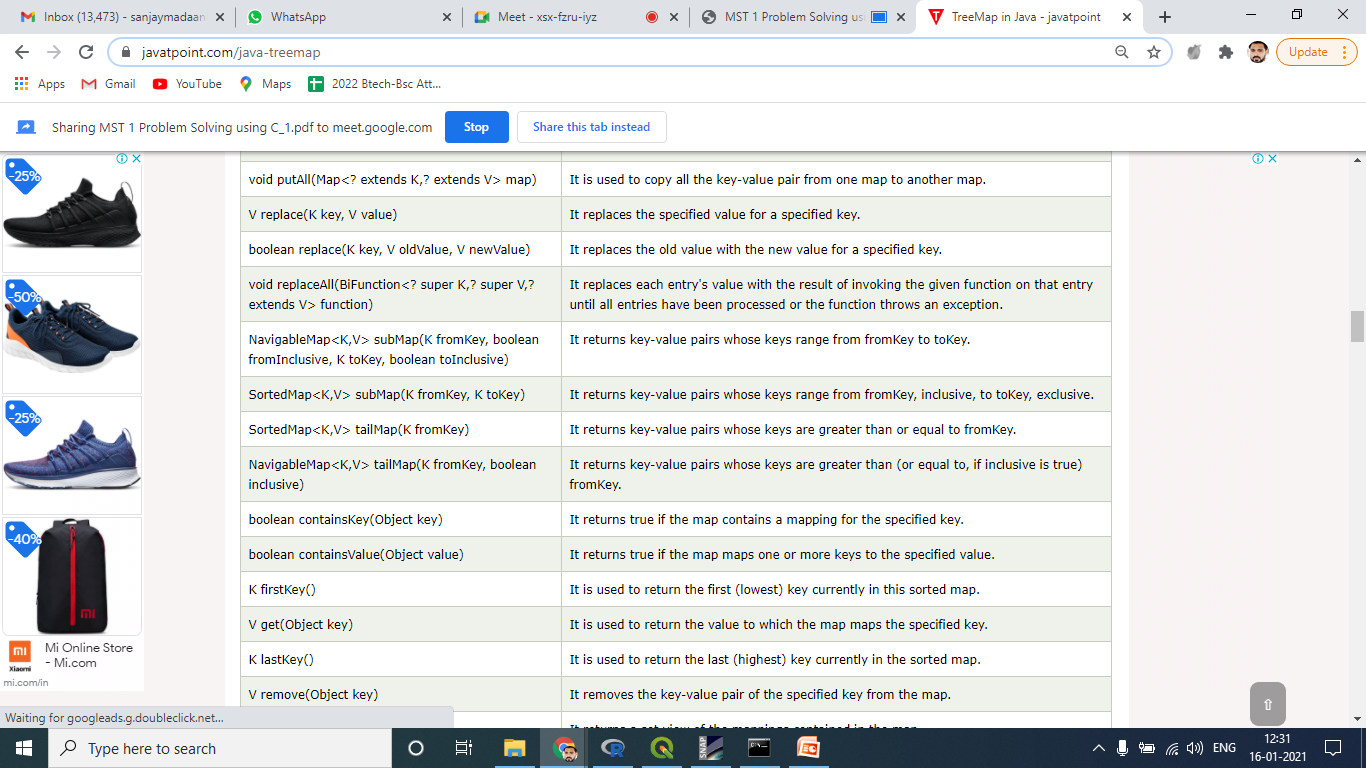 Inbox (13,473) - sanjaymadaan
WhatsApp
Meet - xsx-fzru-iyz
MST 1 Problem Solving us
TreeMap in Java - javatpoint
javatpoint.com/java-treemap
Update
Apps
Gmail
YouTube
Maps
2022 Btech-Bsc Att...
Sharing MST 1 Problem Solving using C_1.pdf to meet.google.com
Stop
Share this tab instead
-25%
-50%
-25%
-40%
Mi Online Store
- Mi.com
Xiaomi
mi.com/in
void putAll(Map<? extends K,? extends V> map)
It is used to copy all the key-value pair from one map to another map.
V replace(K key, V value)
It replaces the specified value for a specified key.
boolean replace(K key, V oldValue, V newValue)
It replaces the old value with the new value for a specified key.
void replaceAll(BiFunction<? super K,? super V,?
extends V> function)
It replaces each entry's value with the result of invoking the given function on that entry
until all entries have been processed or the function throws an exception.
NavigableMap<K,V> subMap(K fromKey, boolean
fromInclusive, K toKey, boolean toInclusive)
It returns key-value pairs whose keys range from fromKey to toKey.
SortedMap<K,V> subMap(K fromKey, K toKey)
It returns key-value pairs whose keys range from fromKey, inclusive, to toKey, exclusive.
SortedMap<K,V> tailMap(K fromKey)
It returns key-value pairs whose keys are greater than or equal to fromKey.
NavigableMap<K,V> tailMap(K fromKey, boolean
inclusive)
It returns key-value pairs whose keys are greater than (or equal to, if inclusive is true)
fromKey.
boolean containsKey(Object key)
It returns true if the map contains a mapping for the specified key.
boolean containsValue(Object value)
It returns true if the map maps one or more keys to the specified value.
K firstKey()
It is used to return the first (lowest) key currently in this sorted map.
V get(Object key)
It is used to return the value to which the map maps the specified key.
K lastKey()
It is used to return the last (highest) key currently in the sorted map.
V remove(Object key)
It removes the key-value pair of the specified key from the map.
It returns a set view of the mappings contained in the map.
Waiting for googleads.g.doubleclick.net...
Type here to search
SNAP
ENG
12:31
16-01-2021